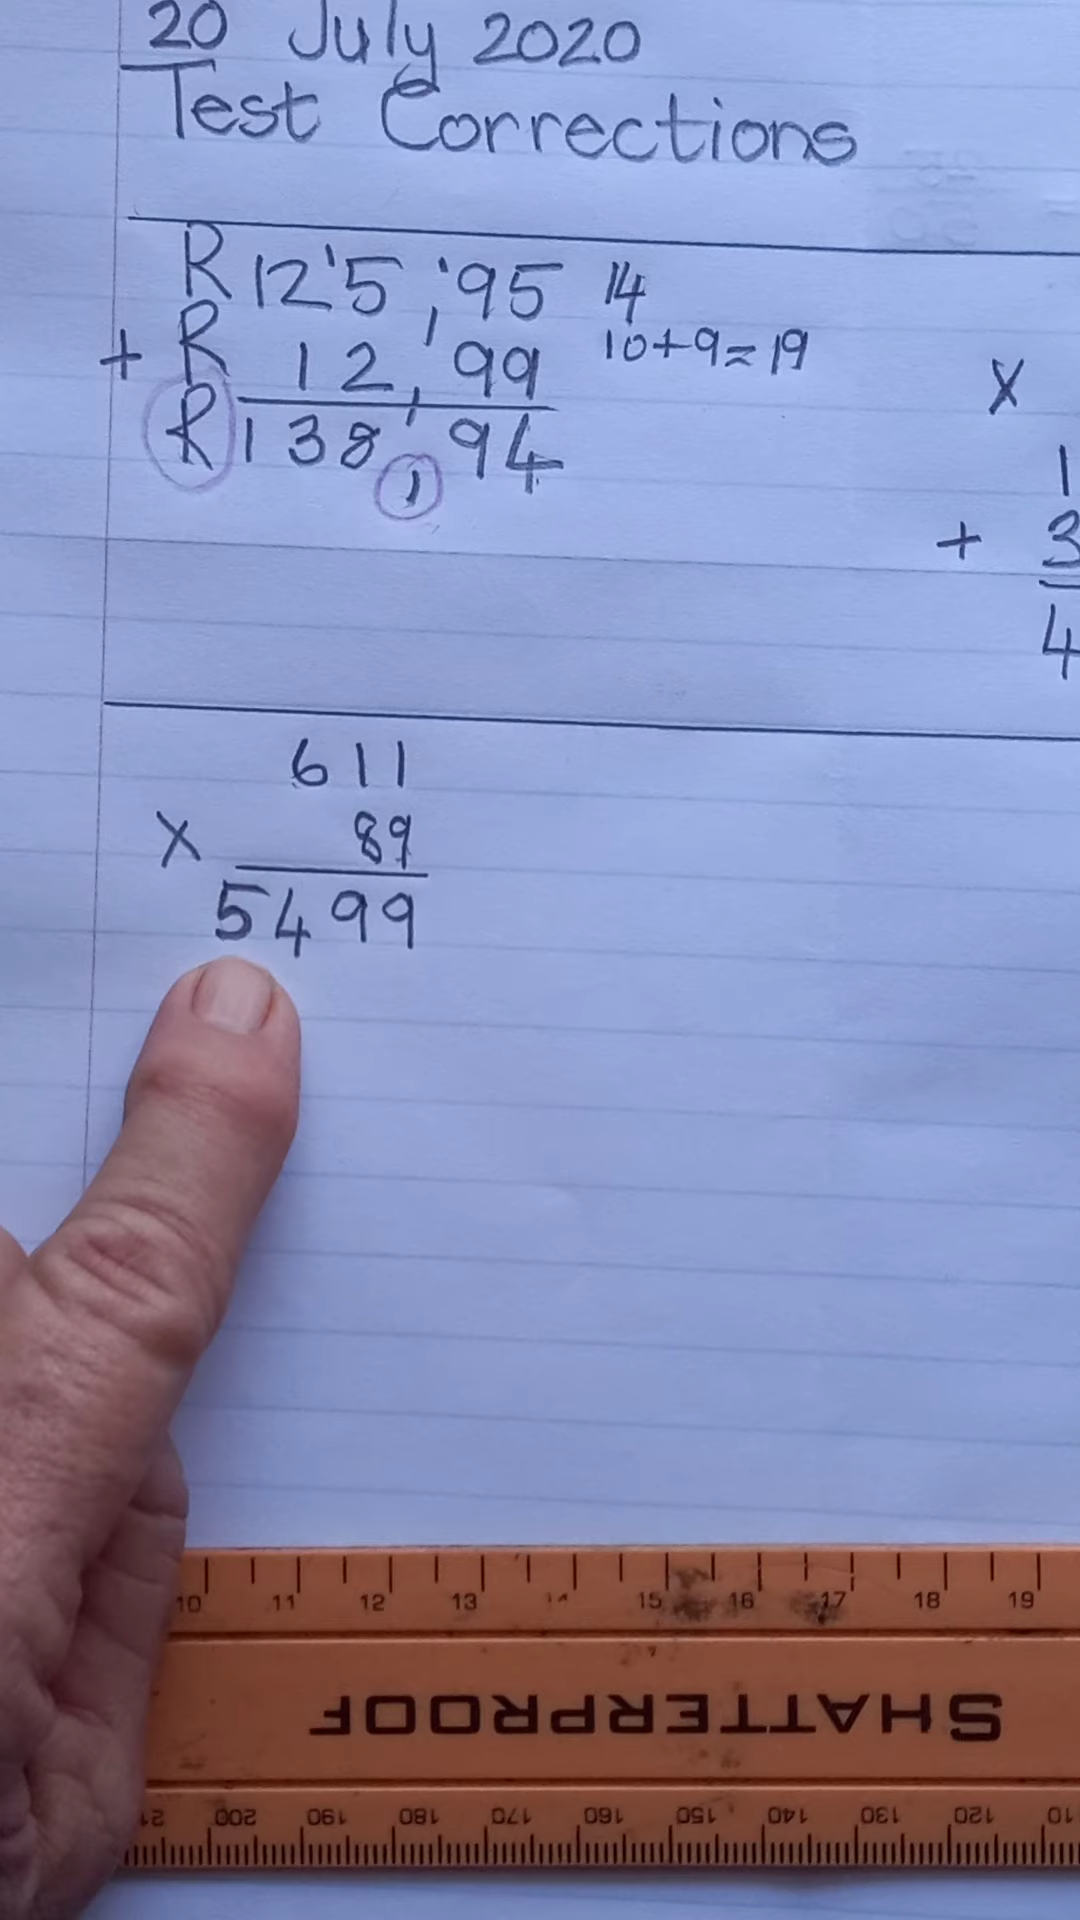 20 July 2020
Test Corrections
R125,95 14
+ R 12,99 10+9=19
R138,94
x
1
+ 3
4
611
x 89
5499
10 11 12 13 14 15 16 17 18 19
SHATTERPROOF
210 200 190 180 170 160 150 140 130 120 110